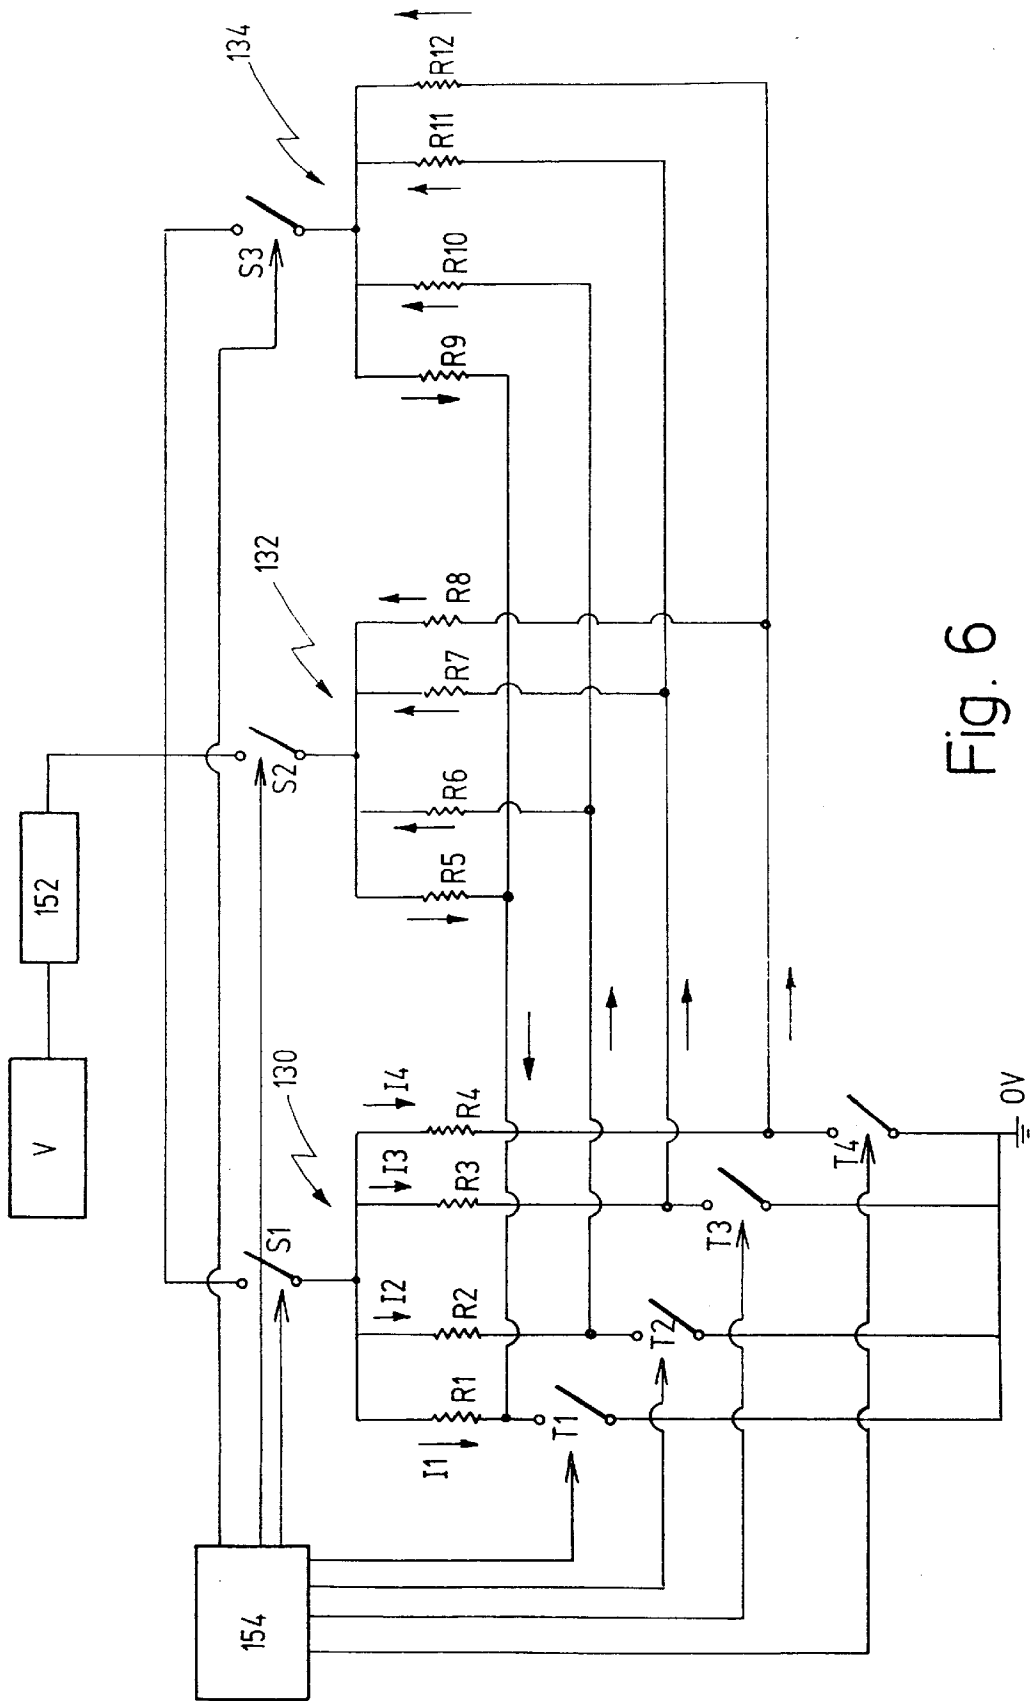 V
152
154
134
132
130
S3
S2
S1
R12
R11
R10
R9
R8
R7
R6
R5
I4
I3
I2
I1
R4
R3
R2
R1
T1
T2
T3
T4
0V
Fig. 6